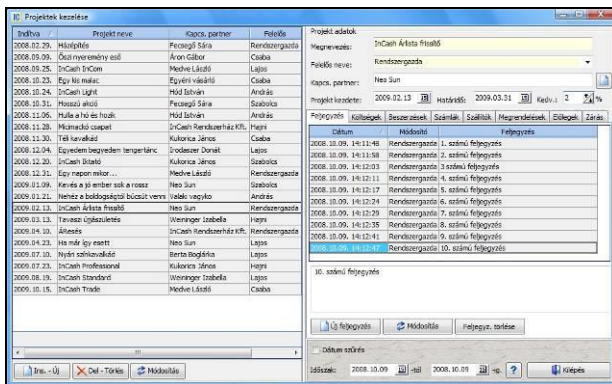 Projektek kezelése
Indítva Projekt neve Kapcs. partner Felelős
2008.02.29. Házépítés Fecsegő Sára Rendszergazda
2008.09.09. Őszi nyeremény eső Áron Gábor Csaba
2008.09.25. InCash InCom Medve László Lajos
2008.10.23. Egy kis malac Egyéni vásárló Csaba
2008.10.24. InCash Light Hód István András
2008.10.31. Hosszú akció Fecsegő Sára Szabolcs
2008.11.06. Hulla a hó és hozik Hód István András
2008.11.28. Micimackó csapat InCash Rendszerház Kft. Hajni
2008.11.30. Téli kavalkád Kukorica János Csaba
2008.12.04. Egyedem begyedem tengertánc Irodaszer Donát Lajos
2008.12.20. InCash Iktató Kukorica János Szabolcs
2008.12.31. Egy napon mikor... Medve László Rendszergazda
2009.01.09. Kevés a jó ember sok a rossz Neo Sun Szabolcs
2009.01.21. Nehéz a boldogságtól búcsút venni Valaki vagyko András
2009.02.13. InCash Árlista frissítő Neo Sun Rendszergazda
2009.03.13. Tavaszi újjászületés Weininger Izabella Hajni
2009.04.10. ÁResés InCash Rendszerház Kft. Rendszergazda
2009.04.23. Ha már így esett Neo Sun Lajos
2009.07.10. Nyári színkavalkád Berta Boglárka Lajos
2009.07.23. InCash Professional Kukorica János Hajni
2009.08.19. InCash Standard Weininger Izabella Lajos
2009.10.15. InCash Trade Medve László Csaba
Ins. - Új Del - Törlés Módosítás
Projekt adatok
Megnevezés: InCash Árlista frissítő
Felelős neve: Rendszergazda
Kapcs. partner: Neo Sun
Projekt kezdete: 2009.02.13 Határidő: 2009.03.31 Kedv.: 2 %
Feljegyzés Költségek Beszerzések Számlák Szállítók Megrendelések Előlegek Zárás
Dátum Módosító Feljegyzés
2008.10.09. 14:11:48 Rendszergazda 1. számú feljegyzés
2008.10.09. 14:11:58 Rendszergazda 2. számú feljegyzés
2008.10.09. 14:12:03 Rendszergazda 3 számú feljegyzés
2008.10.09. 14:12:11 Rendszergazda 4. számú feljegyzés
2008.10.09. 14:12:17 Rendszergazda 5. számú feljegyzés
2008.10.09. 14:12:24 Rendszergazda 6. számú feljegyzés
2008.10.09. 14:12:29 Rendszergazda 7. számú feljegyzés
2008.10.09. 14:12:35 Rendszergazda 8. számú feljegyzés
2008.10.09. 14:12:41 Rendszergazda 9. számú feljegyzés
2008.10.09. 14:12:47 Rendszergazda 10. számú feljegyzés
10. számú feljegyzés
Új feljegyzés Módosítás Feljegyz. törlése
Dátum szűrés
Időszak: 2008.10.09 -tól 2008.10.09 -ig. ? Kilépés